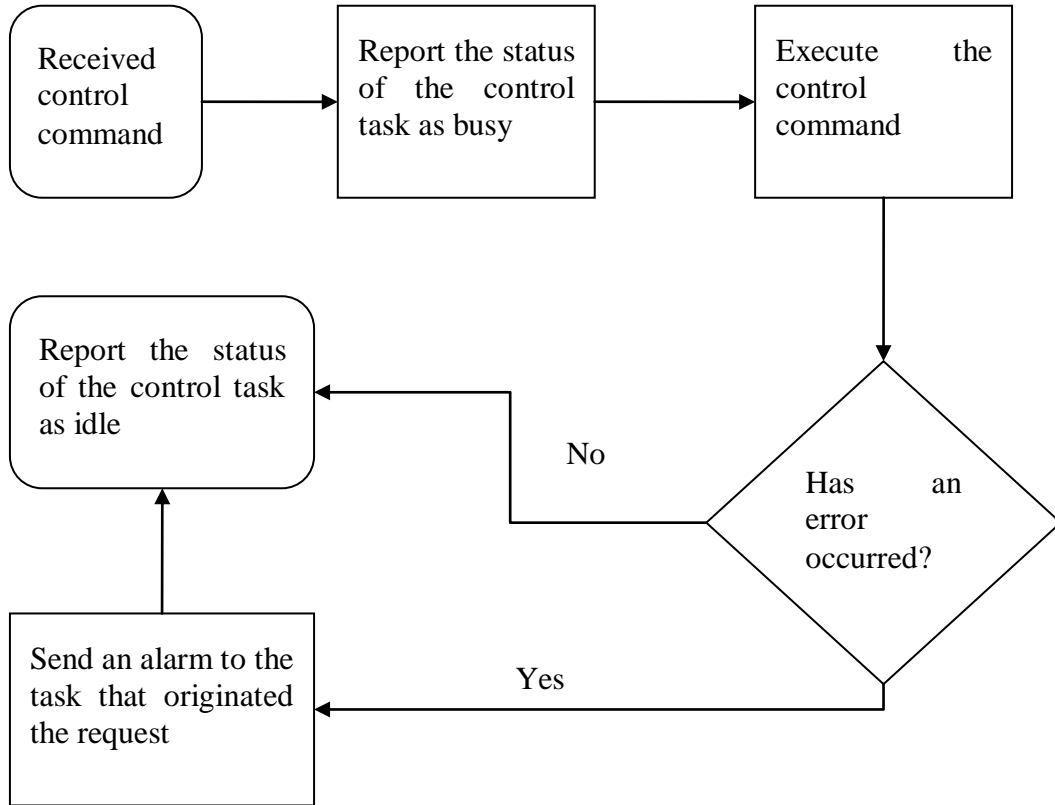 Received
control
command
Report the status
of the control
task as busy
Execute the
control
command
Has an
error
occurred?
No
Yes
Report the status
of the control task
as idle
Send an alarm to the
task that originated
the request